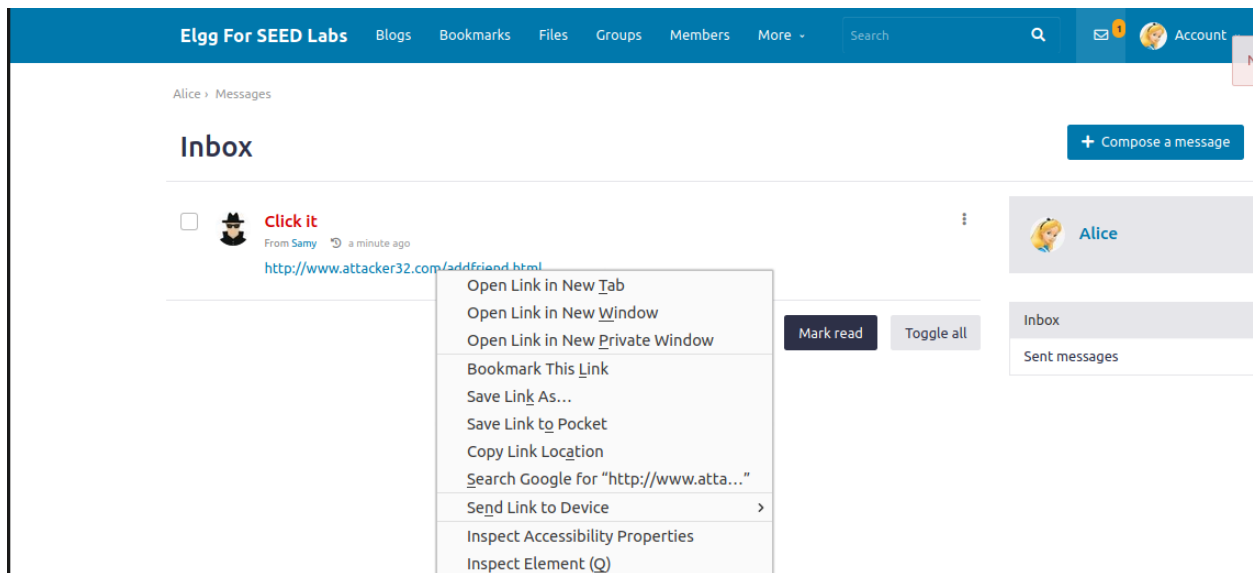 Elgg For SEED Labs Blogs Bookmarks Files Groups Members More Search 1 Account
Alice › Messages
Inbox
Compose a message
Click it
From Samy a minute ago
http://www.attacker32.com/addfriend.html
Alice
Open Link in New Tab
Open Link in New Window
Open Link in New Private Window
Mark read Toggle all
Inbox
Sent messages
Bookmark This Link
Save Link As…
Save Link to Pocket
Copy Link Location
Search Google for “http://www.atta…”
Send Link to Device
Inspect Accessibility Properties
Inspect Element (Q)